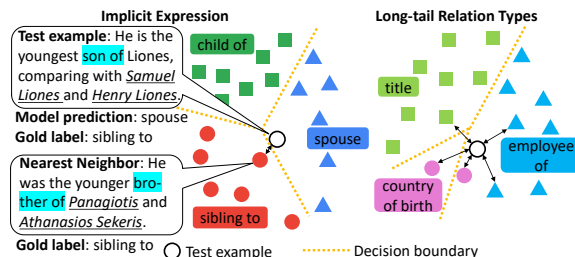 Implicit Expression
Long-tail Relation Types
Test example: He is the
youngest son of Liones,
comparing with Samuel
Liones and Henry Liones.
Model prediction: spouse
Gold label: sibling to
Nearest Neighbor: He
was the younger bro-
ther of Panagiotis and
Athanasios Sekeris.
Gold label: sibling to
child of
spouse
sibling to
title
employee
of
country
of birth
Test example
Decision boundary